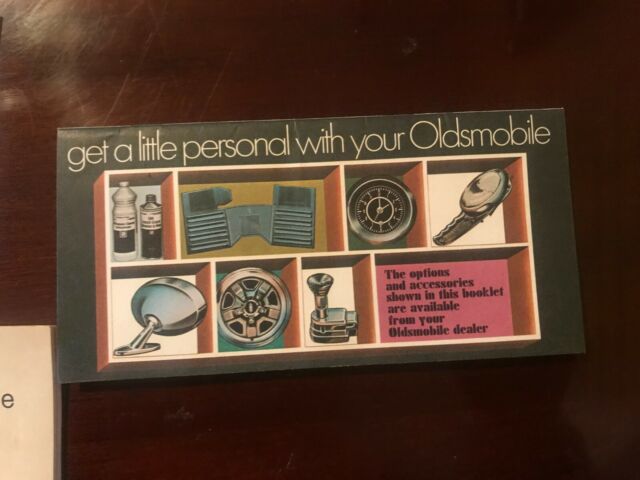 get a little personal with your Oldsmobile
The options
and accessories
shown in this booklet
are available
from your
Oldsmobile dealer
e